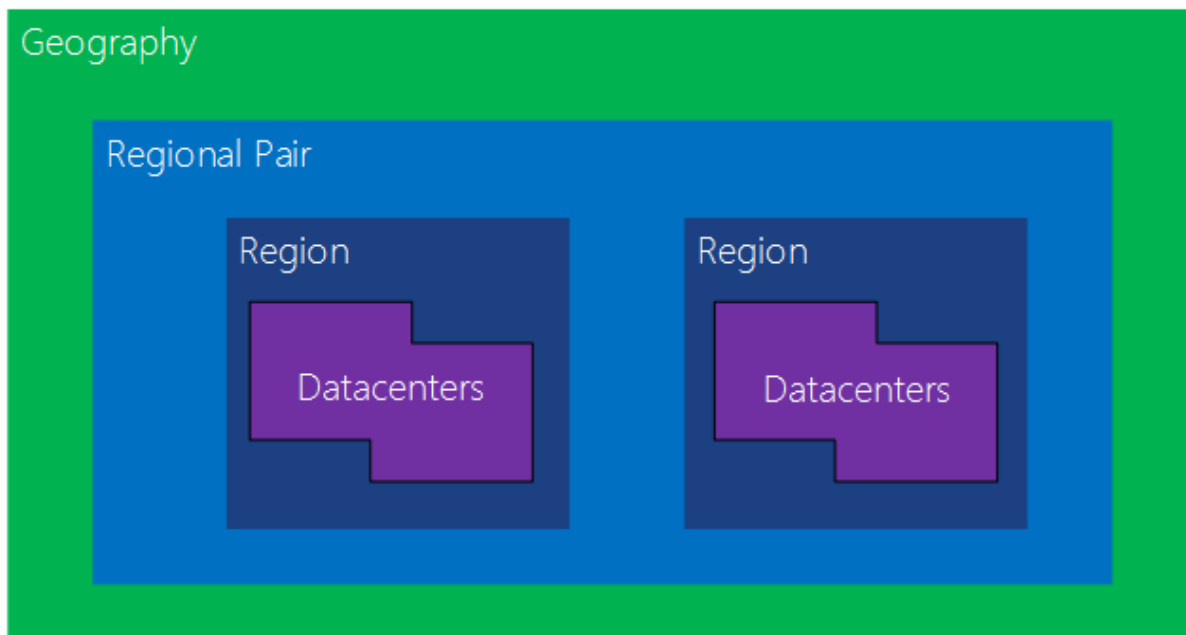 Geography
Regional Pair
Region
Region
Datacenters
Datacenters